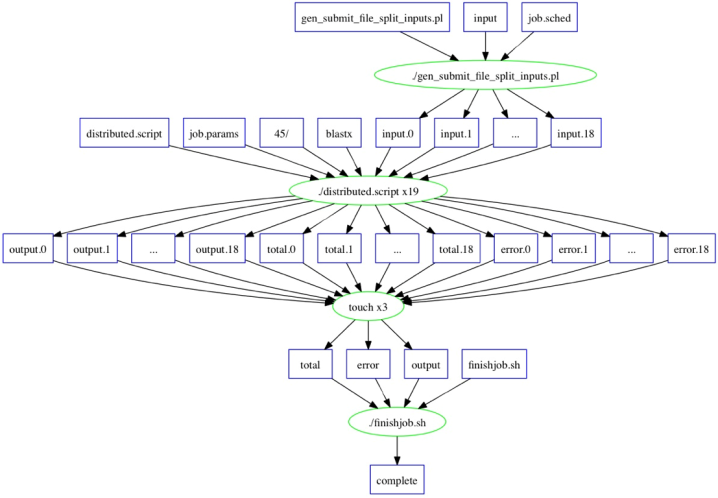 gen_submit_file_split_inputs.pl
input
job.sched
./gen_submit_file_split_inputs.pl
distributed.script
job.params
45/
blastx
input.0
input.1
...
input.18
./distributed.script x19
output.0
output.1
...
output.18
total.0
total.1
...
total.18
error.0
error.1
...
error.18
touch x3
total
error
output
finishjob.sh
./finishjob.sh
complete